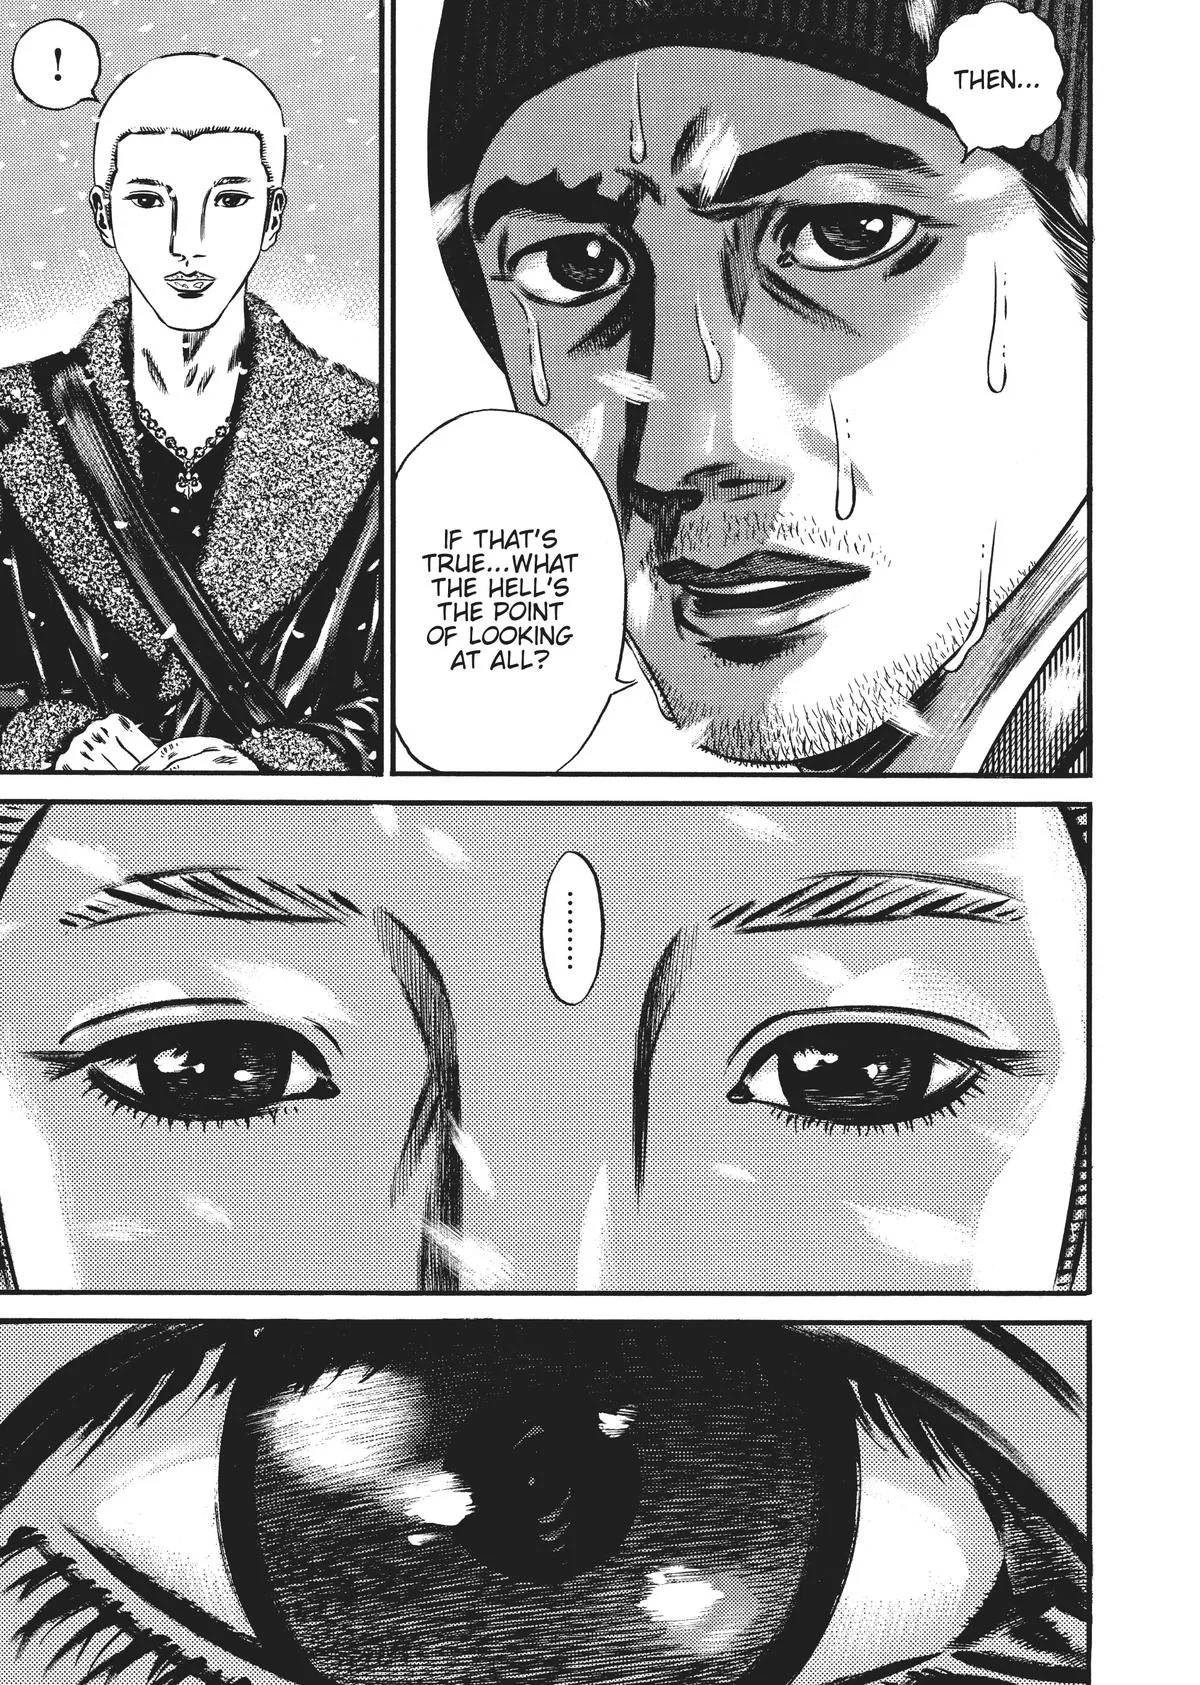 THEN...
IF THAT'S
TRUE...WHAT
THE HELL'S
THE POINT
OF LOOKING
AT ALL?
!
.........